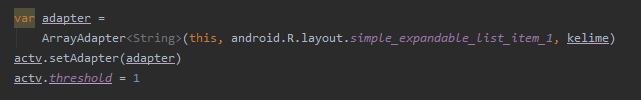 var adapter =
ArrayAdapter<String>(this, android.R.layout.simple_expandable_list_item_1, kelime)
actv.setAdapter(adapter)
actv.threshold = 1